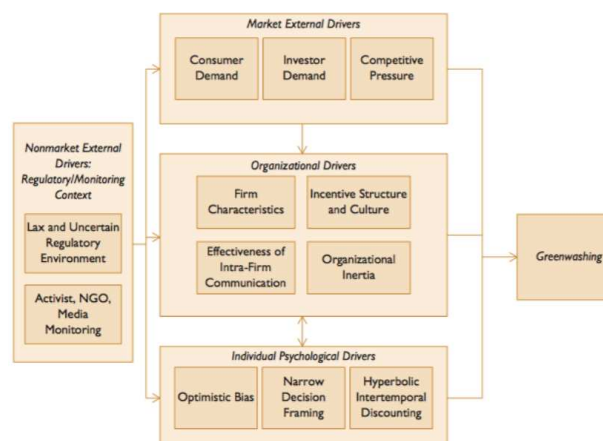 Market External Drivers
Consumer
Demand
Investor
Demand
Competitive
Pressure
Nonmarket External
Drivers:
Regulatory/Monitoring
Context
Lax and Uncertain
Regulatory
Environment
Activist, NGO,
Media
Monitoring
Organizational Drivers
Firm
Characteristics
Incentive Structure
and Culture
Effectiveness of
Intra-Firm
Communication
Organizational
Inertia
Greenwashing
Individual Psychological Drivers
Optimistic Bias
Narrow
Decision
Framing
Hyperbolic
Intertemporal
Discounting